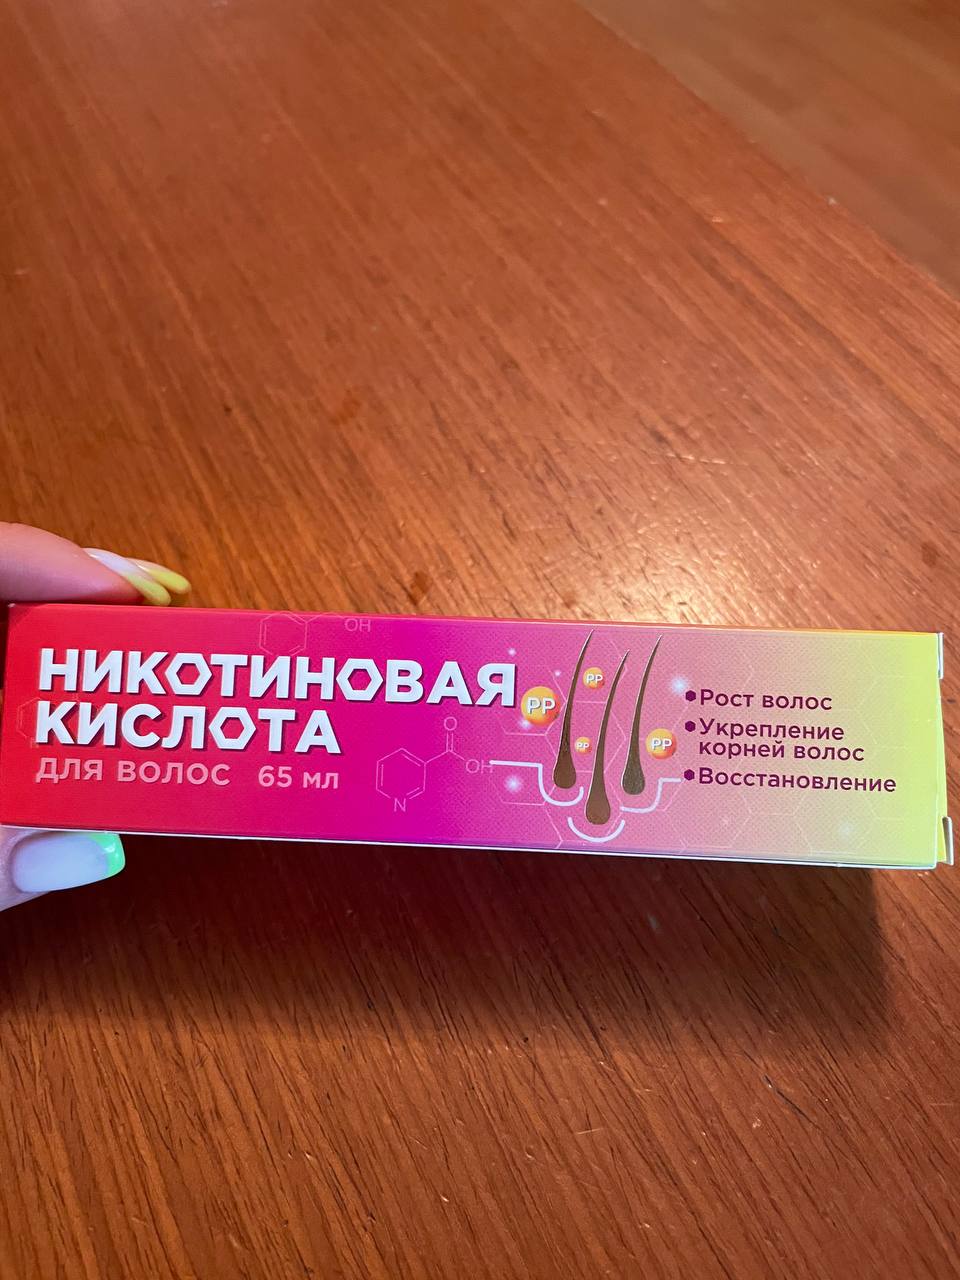 НИКОТИНОВАЯ
КИСЛОТА
ДЛЯ ВОЛОС 65 МЛ
OH
O
OH
N
PP
PP
PP
PP
Рост волос
Укрепление
корней волос
Восстановление